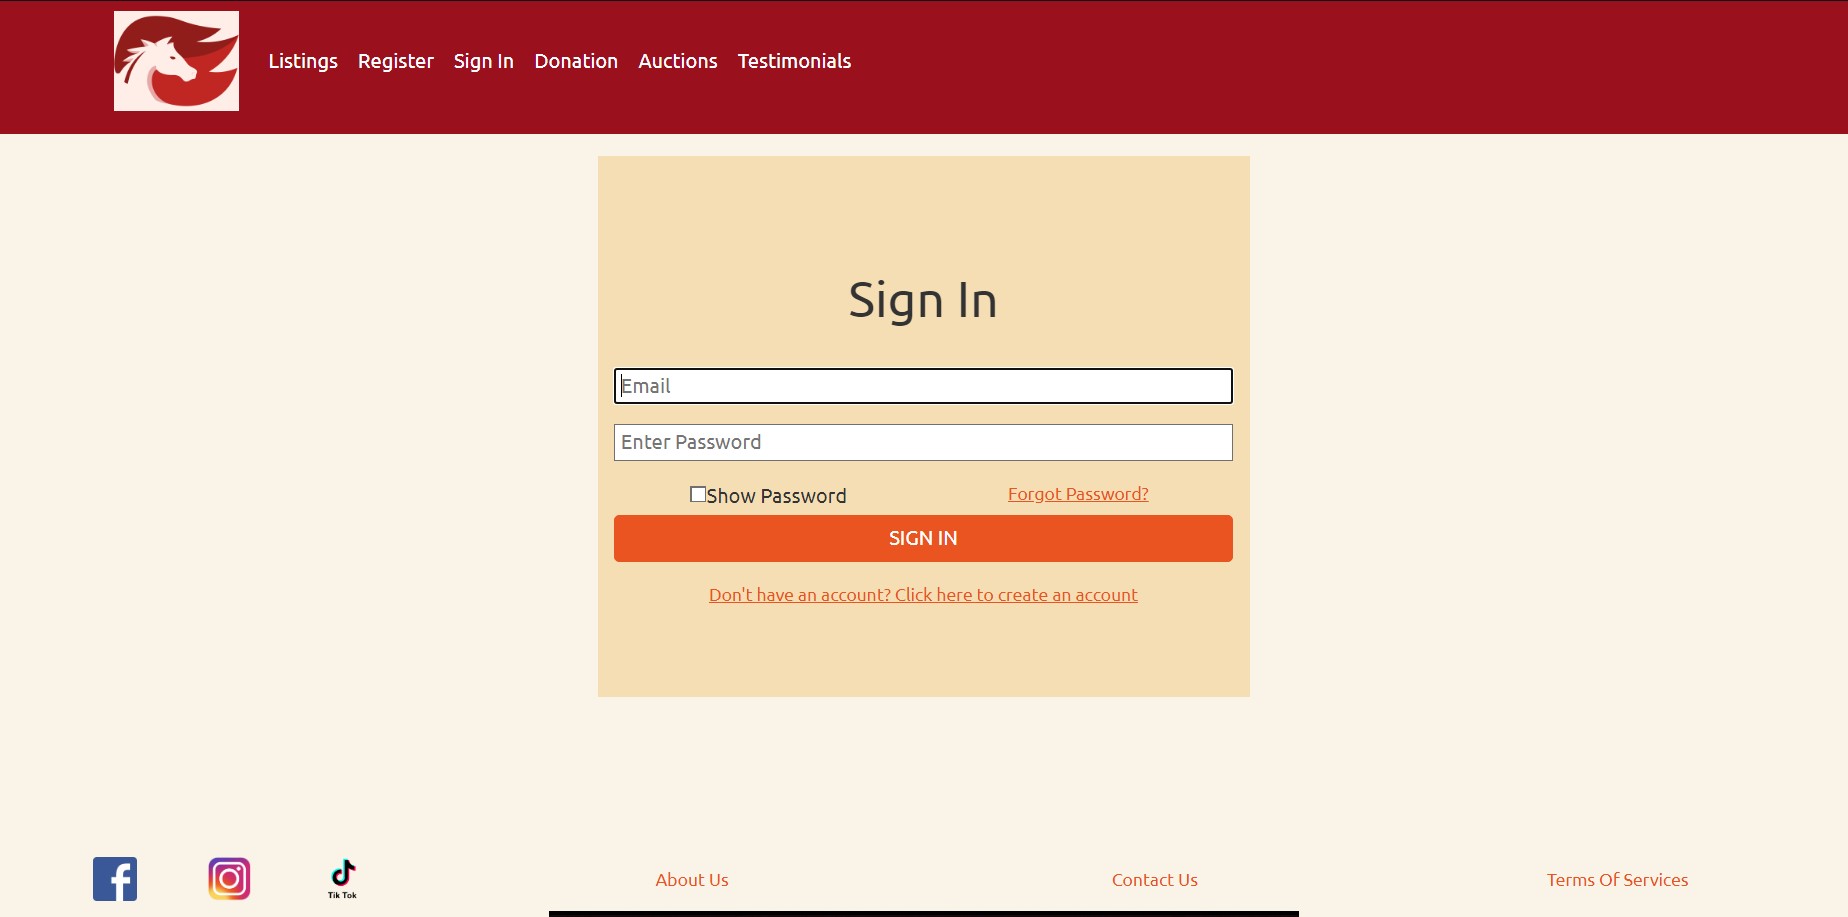 Listings Register Sign In Donation Auctions Testimonials
Sign In
Email
Enter Password
Show Password Forgot Password?
SIGN IN
Don't have an account? Click here to create an account
Tik Tok
About Us Contact Us Terms Of Services